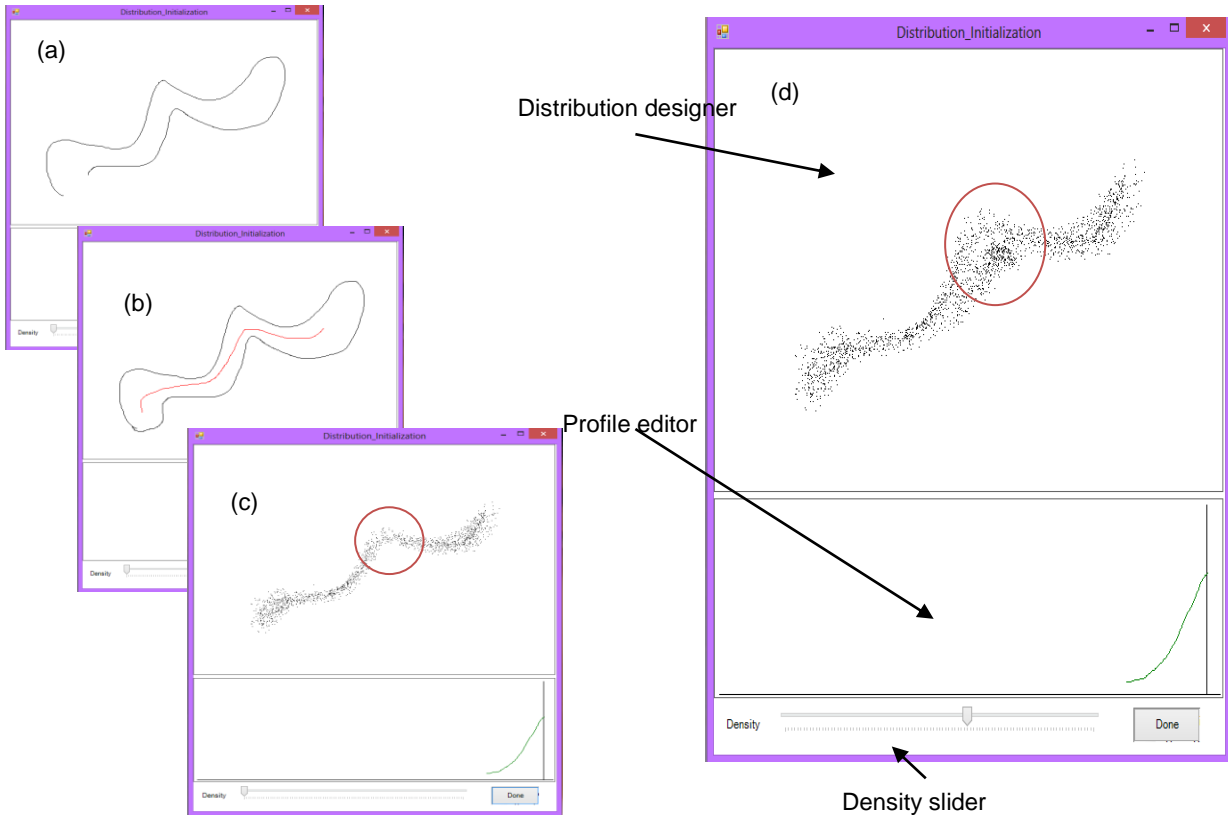 Distribution_Initialization
(a)
Density
Distribution_Initialization
(b)
Density
Distribution_Initialization
(c)
Density
Done
Distribution_Initialization
(d)
Distribution designer
Profile editor
Density
Done
Density slider